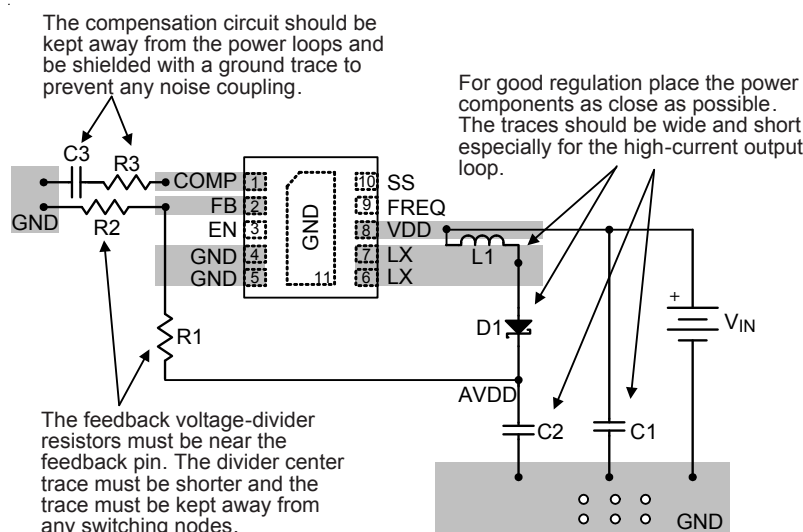 The compensation circuit should be
kept away from the power loops and
be shielded with a ground trace to
prevent any noise coupling.
For good regulation place the power
components as close as possible.
The traces should be wide and short
especially for the high-current output
loop.
C3
R3
COMP 1
10 SS
GND
R2
FB 2
GND
9 FREQ
EN 3
8 VDD
GND 4
7 LX
L1
GND 5
11
6 LX
R1
D1
+
VIN
AVDD
C2
C1
The feedback voltage-divider
resistors must be near the
feedback pin. The divider center
trace must be shorter and the
trace must be kept away from
any switching nodes.
GND